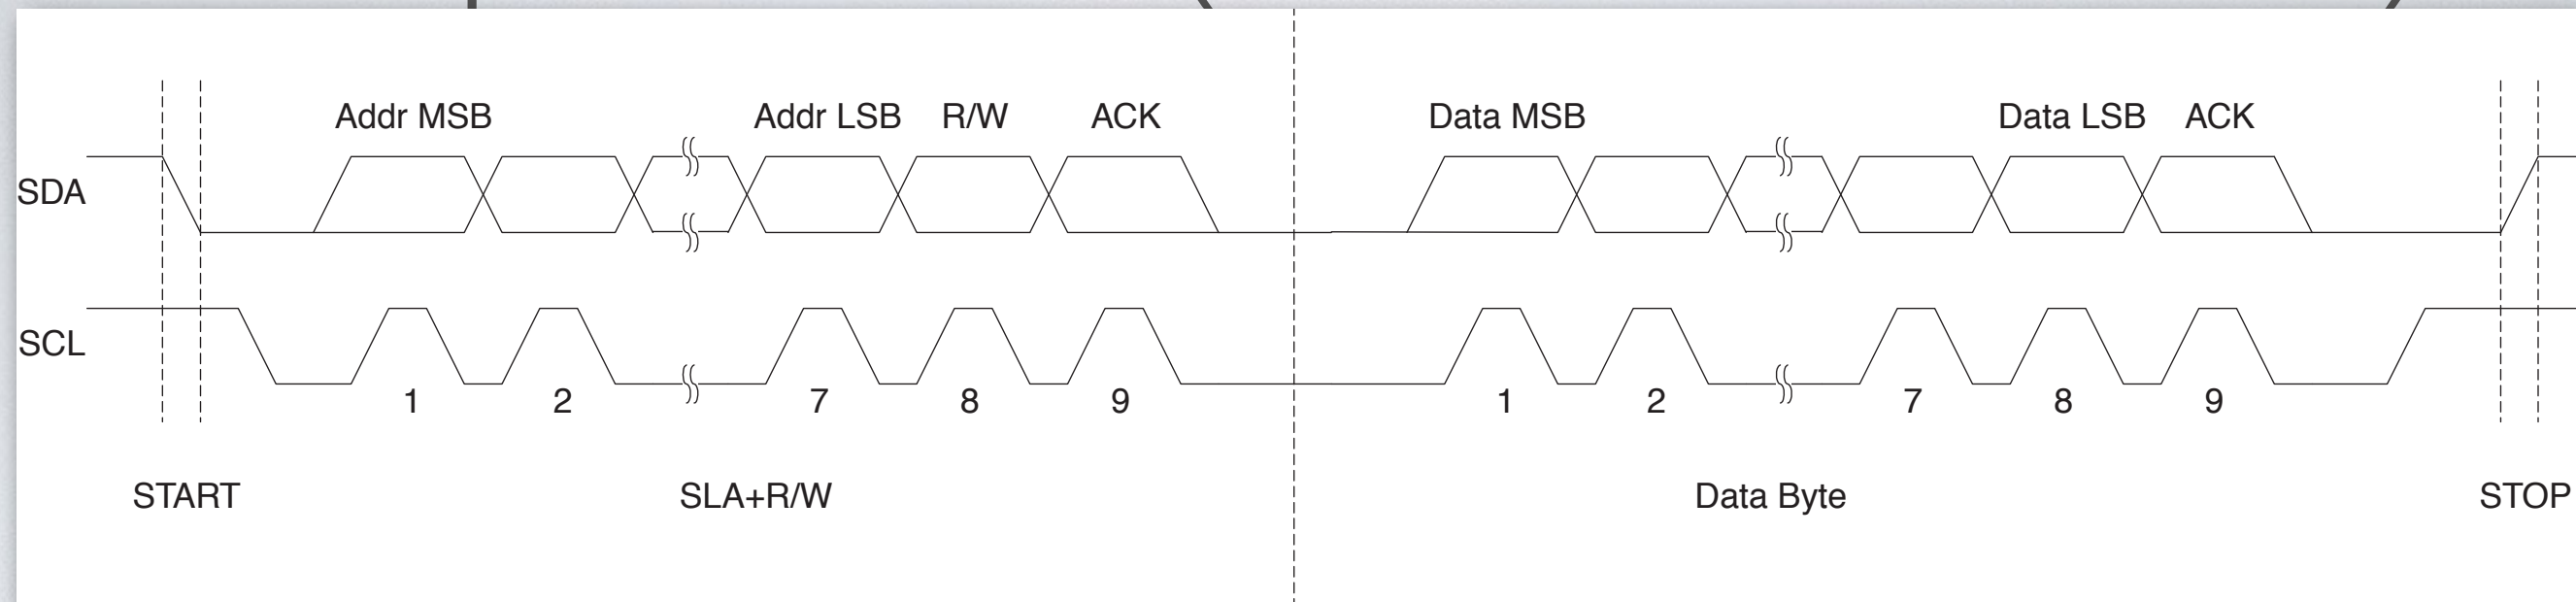 Addr MSB Addr LSB R/W ACK Data MSB Data LSB ACK
SDA
SCL
1 2 7 8 9 1 2 7 8 9
START SLA+R/W Data Byte STOP